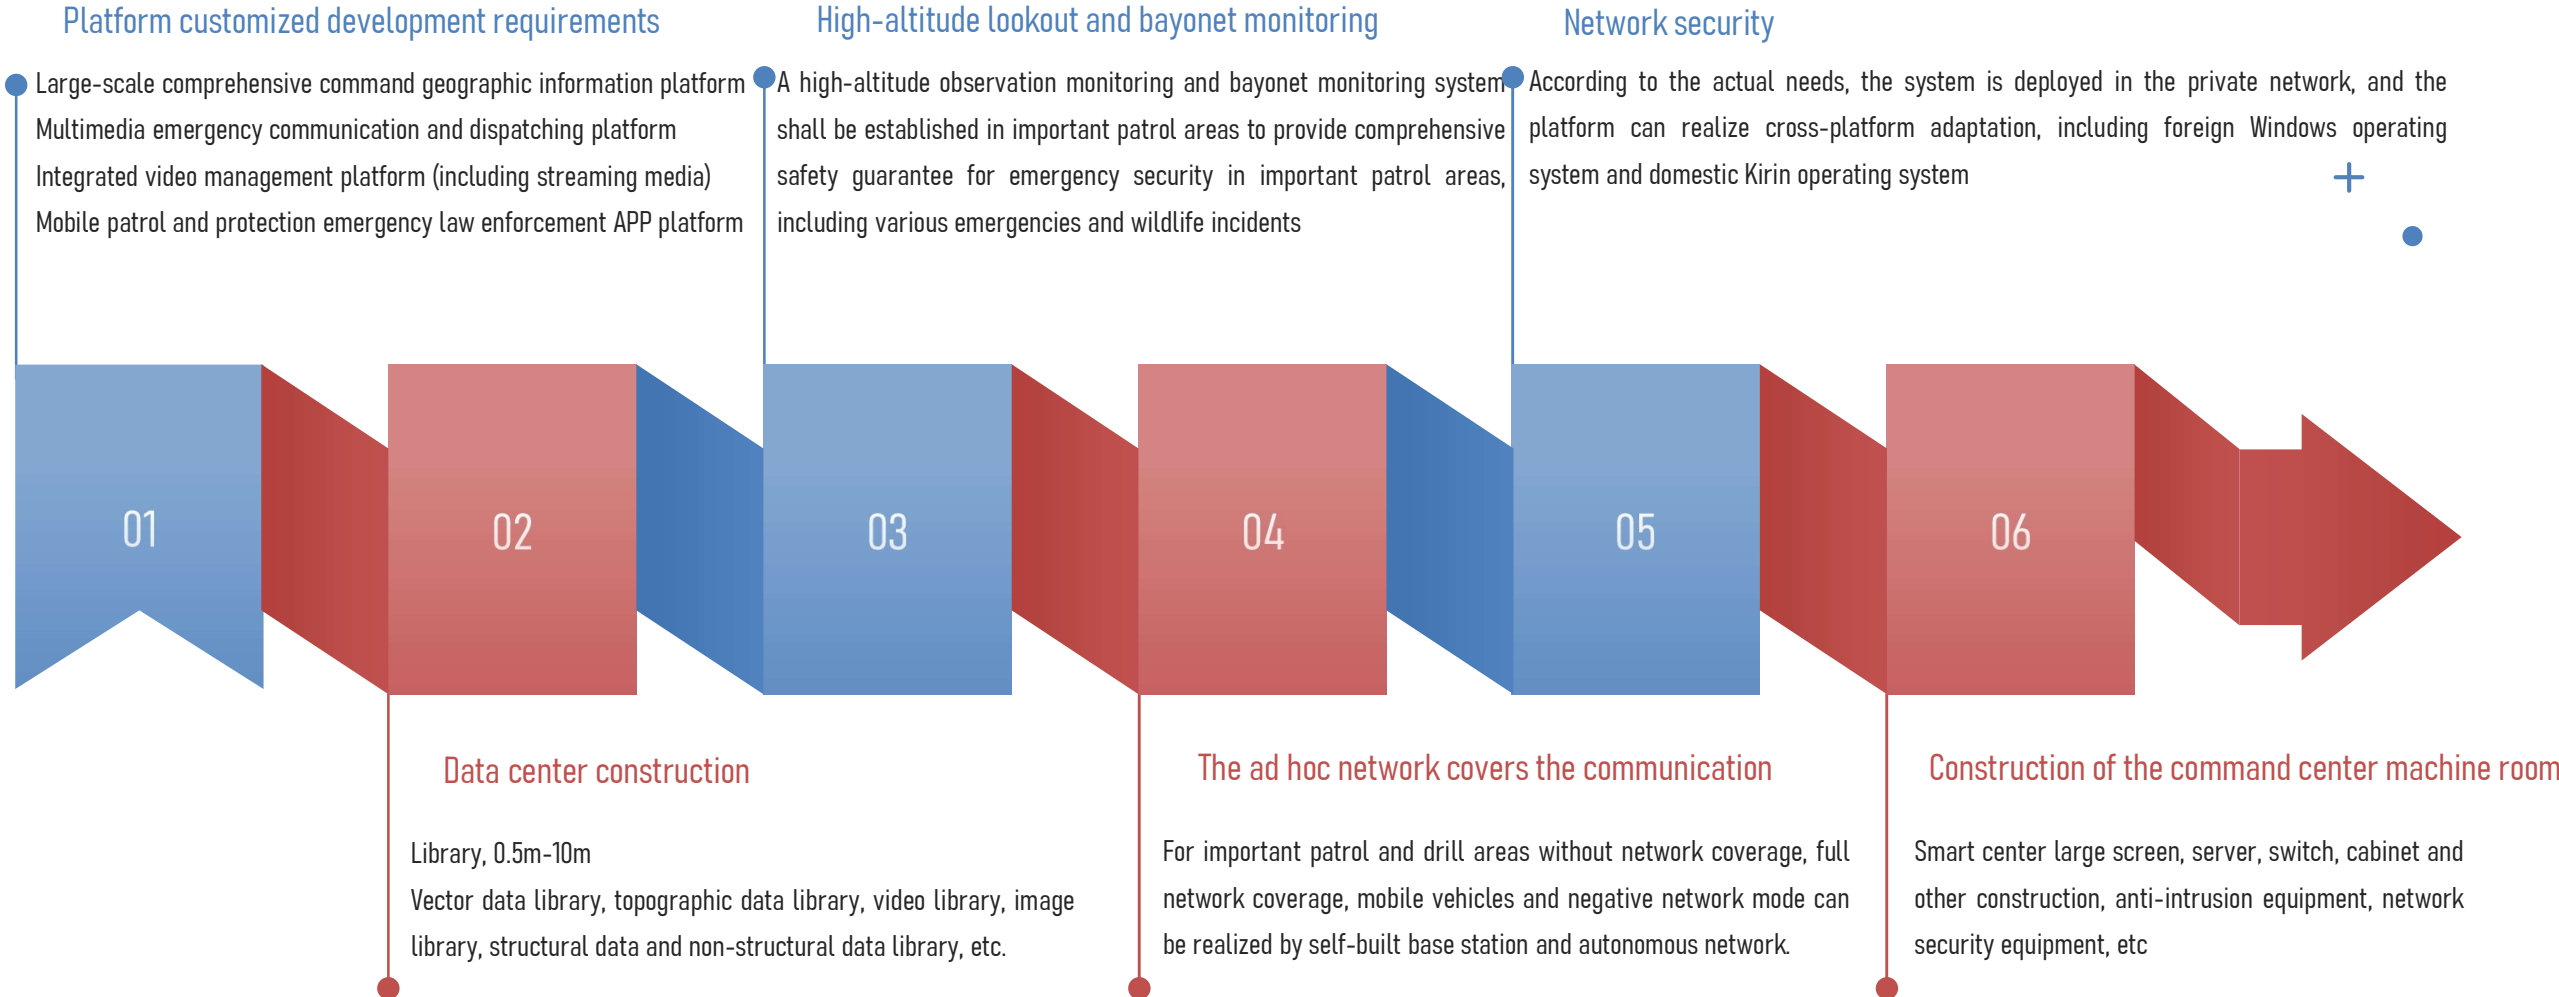 Platform customized development requirements
Large-scale comprehensive command geographic information platform
Multimedia emergency communication and dispatching platform
Integrated video management platform (including streaming media)
Mobile patrol and protection emergency law enforcement APP platform
High-altitude lookout and bayonet monitoring
A high-altitude observation monitoring and bayonet monitoring system
shall be established in important patrol areas to provide comprehensive
safety guarantee for emergency security in important patrol areas,
including various emergencies and wildlife incidents
Network security
According to the actual needs, the system is deployed in the private network, and the
platform can realize cross-platform adaptation, including foreign Windows operating
system and domestic Kirin operating system
01
02
03
04
05
06
Data center construction
Library, 0.5m-10m
Vector data library, topographic data library, video library, image
library, structural data and non-structural data library, etc.
The ad hoc network covers the communication
For important patrol and drill areas without network coverage, full
network coverage, mobile vehicles and negative network mode can
be realized by self-built base station and autonomous network.
Construction of the command center machine room
Smart center large screen, server, switch, cabinet and
other construction, anti-intrusion equipment, network
security equipment, etc